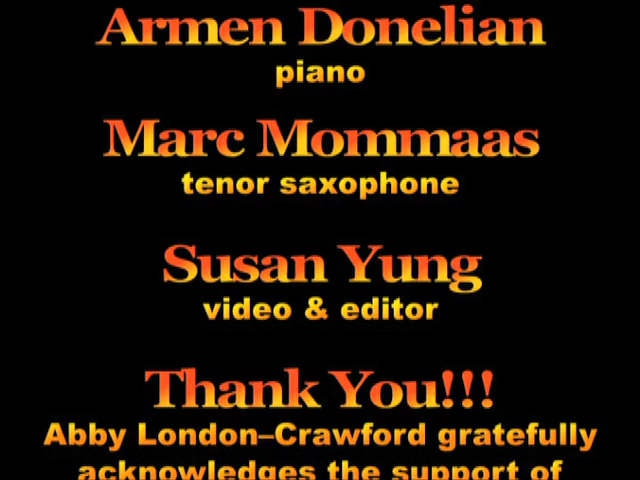 Armen Donelian
piano
Marc Mommaas
tenor saxophone
Susan Yung
video & editor
Thank You!!!
Abby London–Crawford gratefully
acknowledges the support of